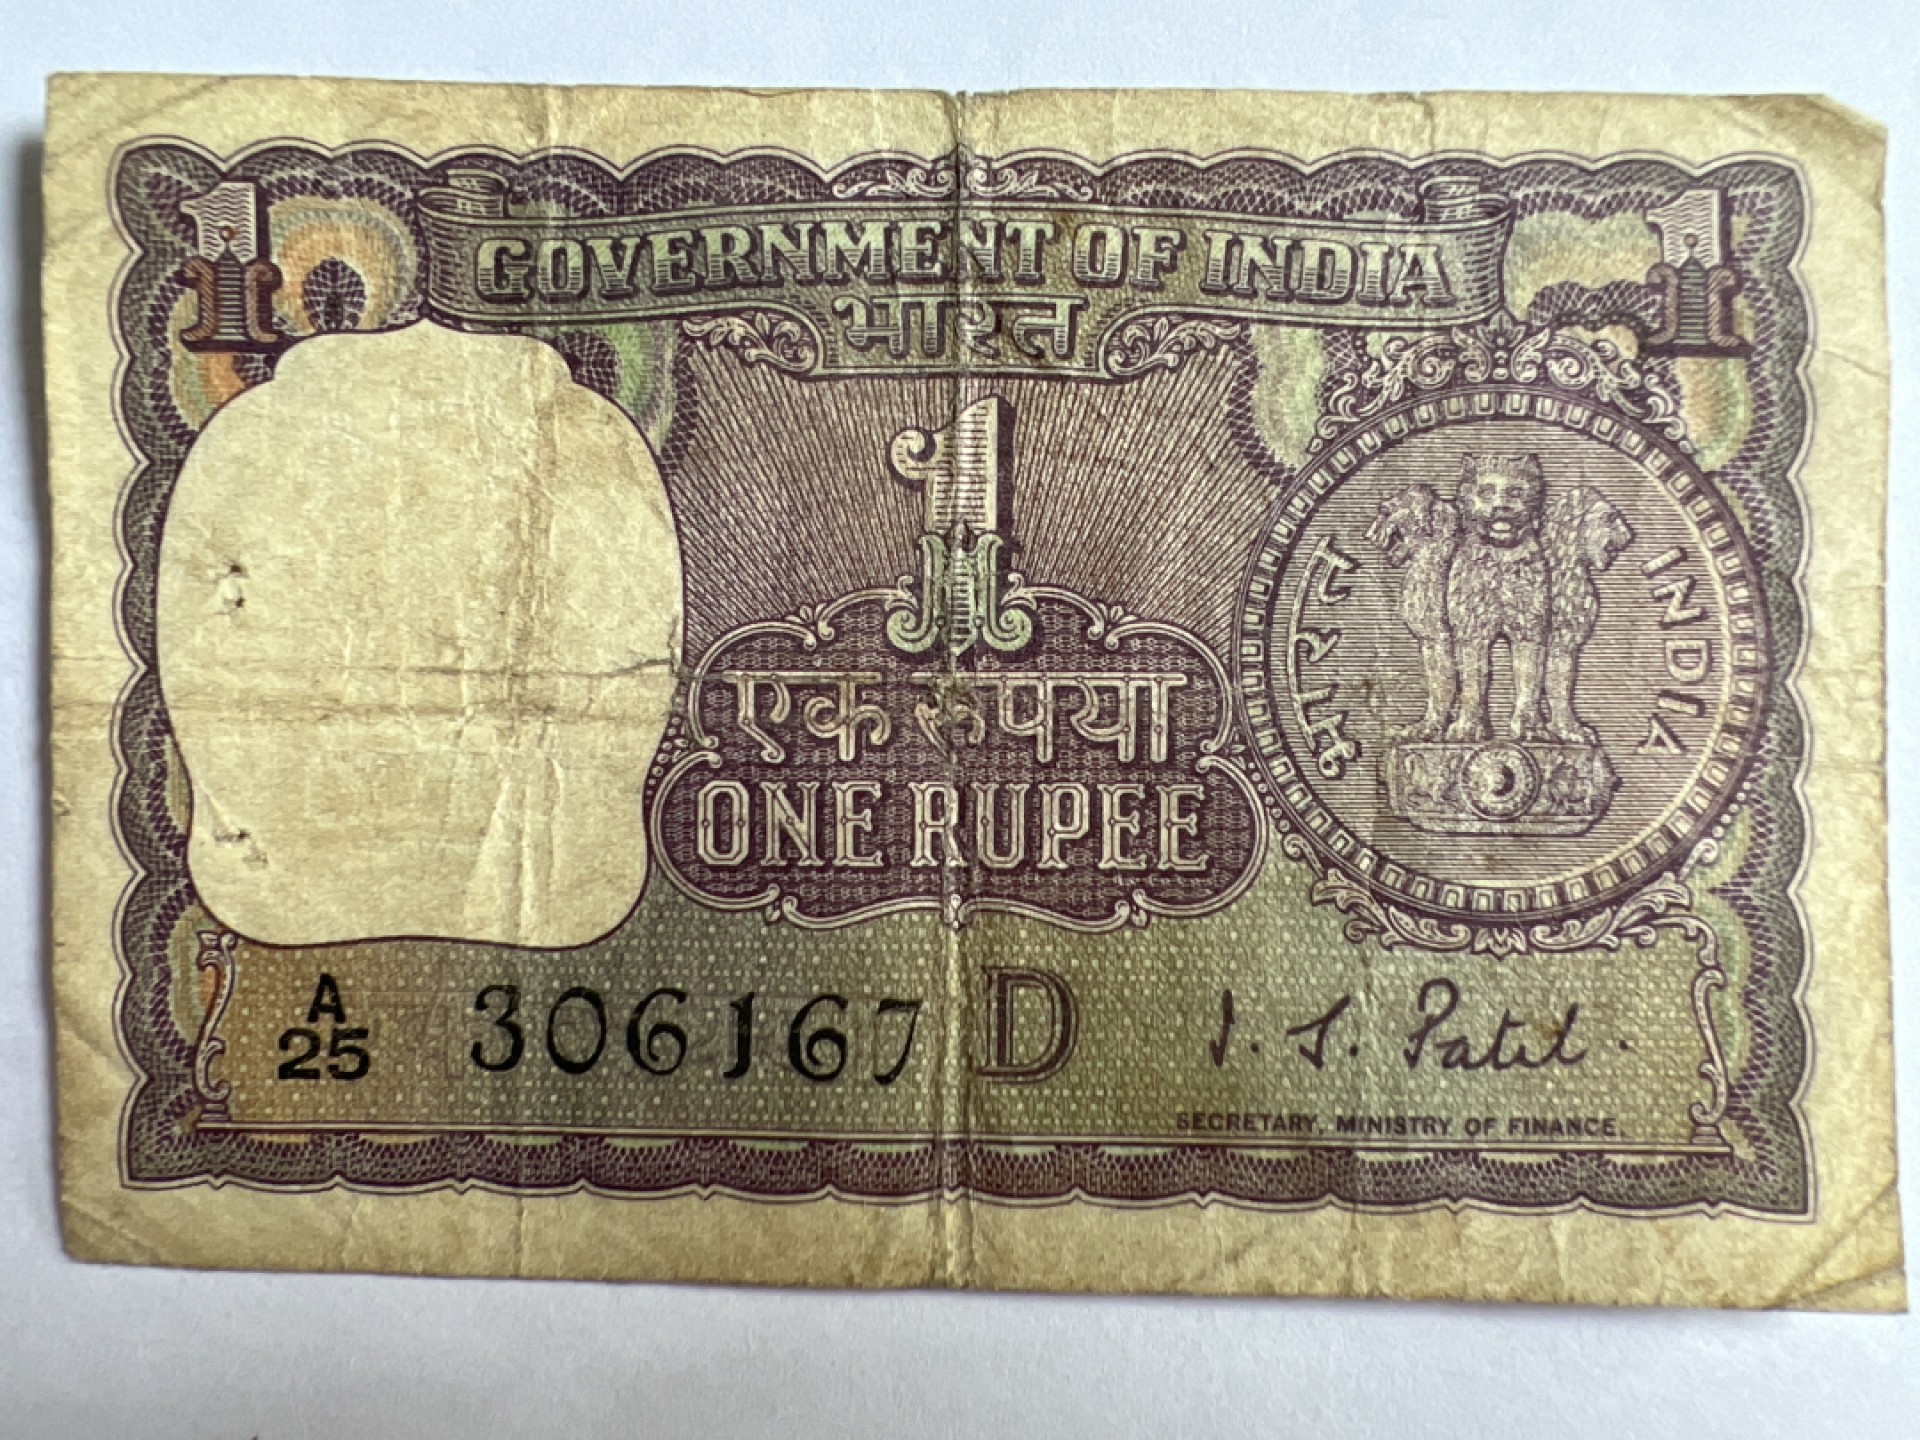 1 1
GOVERNMENT OF INDIA
भारत
1
भारत INDIA
एक रूपया
ONE RUPEE
A
25 306167 D I. G. Patel.
SECRETARY, MINISTRY OF FINANCE.